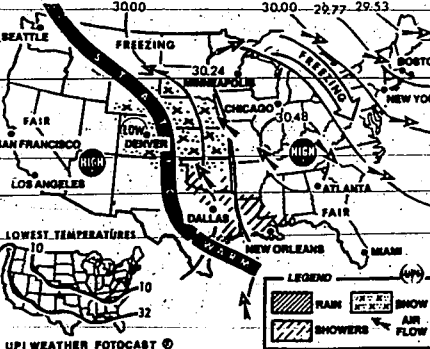 30.00
30.00 29.77 29.53
SEATTLE
FREEZING
FREEZING
BOSTON
30.24
MINNEAPOLIS
NEW YORK
CHICAGO
30.48
FAIR
SAN FRANCISCO
LOW
DENVER
HIGH
HIGH
LOS ANGELES
ATLANTA
DALLAS
FAIR
STATIONARY
WARM
NEW ORLEANS
MIAMI
LOWEST TEMPERATURES
10
10
32
LEGEND
UPI
RAIN
SNOW
SHOWERS
AIR FLOW
UPI WEATHER FOTOCAST ®